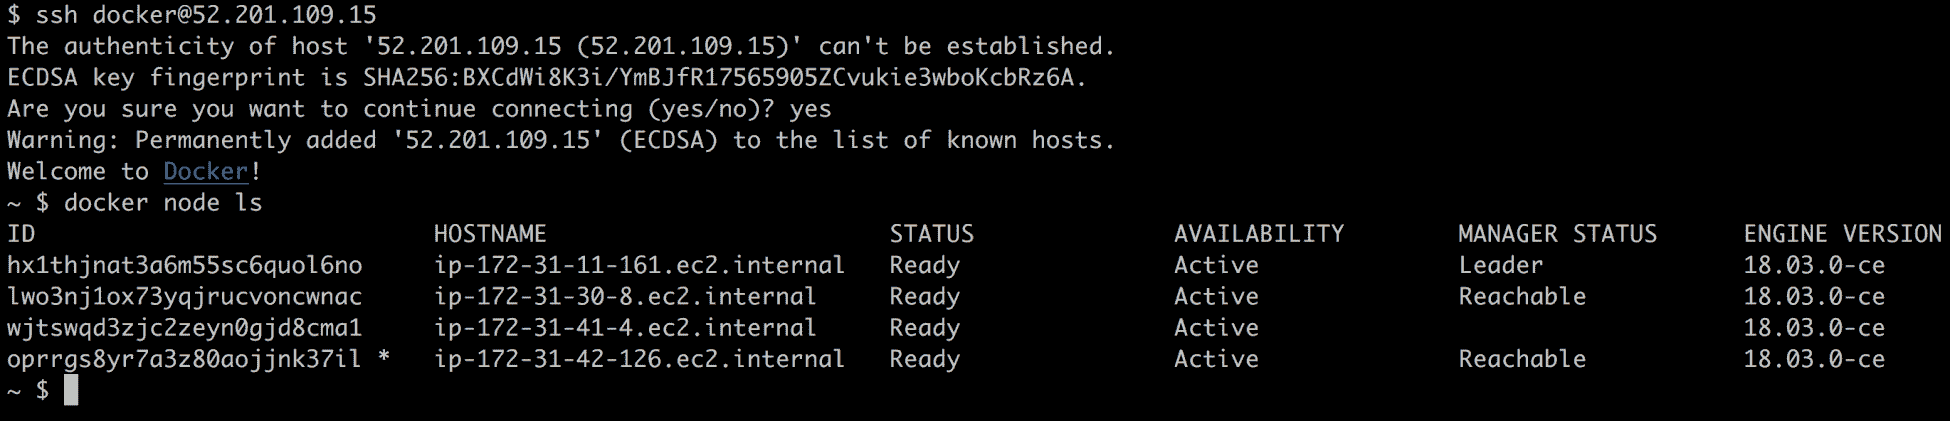 $ ssh docker@52.201.109.15
The authenticity of host '52.201.109.15 (52.201.109.15)' can't be established.
ECDSA key fingerprint is SHA256:BXCdWi8K3i/YmBJfR17565905ZCvukie3wboKcbRz6A.
Are you sure you want to continue connecting (yes/no)? yes
Warning: Permanently added '52.201.109.15' (ECDSA) to the list of known hosts.
Welcome to Docker!
~ $ docker node ls
ID HOSTNAME STATUS AVAILABILITY MANAGER STATUS ENGINE VERSION
hx1thjnat3a6m55sc6quol6no ip-172-31-11-161.ec2.internal Ready Active Leader 18.03.0-ce
lwo3nj1ox73yqjrucvoncwnac ip-172-31-30-8.ec2.internal Ready Active Reachable 18.03.0-ce
wjtswqd3zjc2zeyn0gjd8cma1 ip-172-31-41-4.ec2.internal Ready Active 18.03.0-ce
oprrgs8yr7a3z80aojjnk37il * ip-172-31-42-126.ec2.internal Ready Active Reachable 18.03.0-ce
~ $